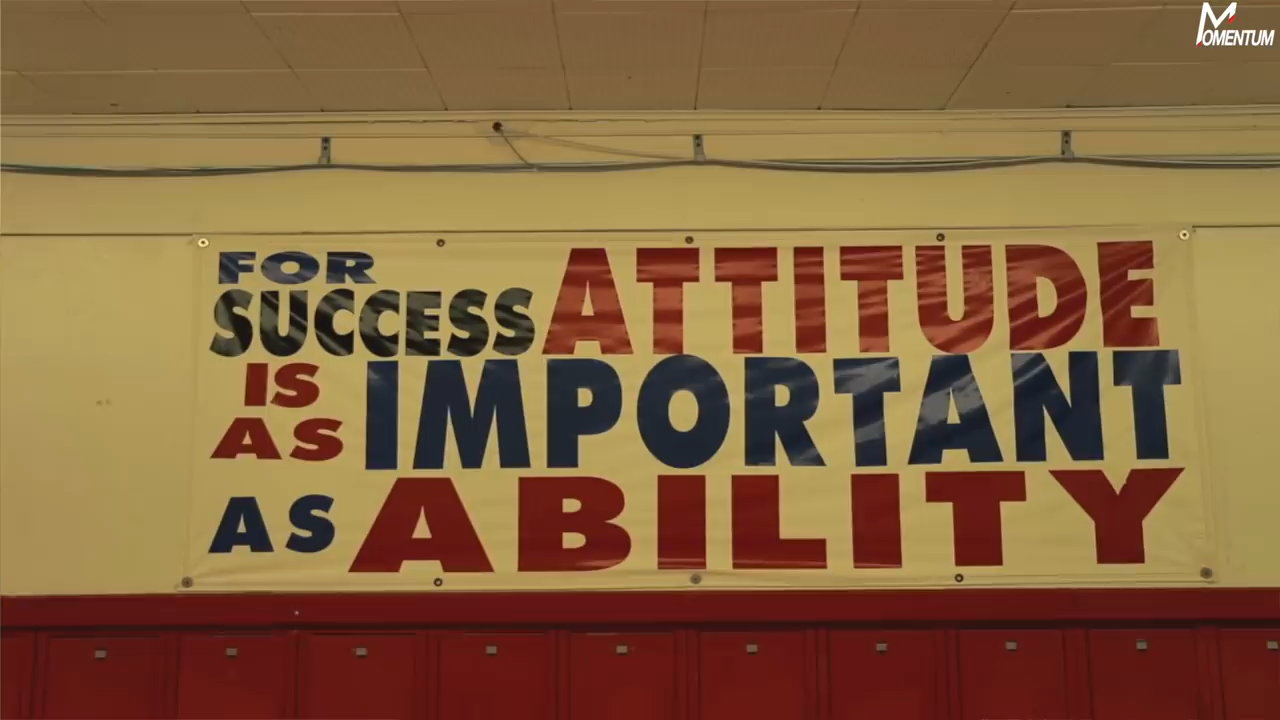 MOMENTUM
FOR
SUCCESS ATTITUDE
IS
AS IMPORTANT
AS ABILITY